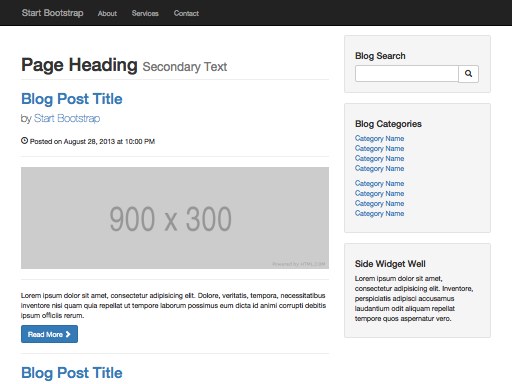 Start Bootstrap About Services Contact
Page Heading Secondary Text
Blog Post Title
by Start Bootstrap
Posted on August 28, 2013 at 10:00 PM
900 x 300
Powered by HTML.COM
Lorem ipsum dolor sit amet, consectetur adipisicing elit. Dolore, veritatis, tempora, necessitatibus
inventore nisi quam quia repellat ut tempore laborum possimus eum dicta id animi corrupti debitis
ipsum officiis rerum.
Read More
Blog Post Title
Blog Search
Blog Categories
Category Name
Category Name
Category Name
Category Name
Category Name
Category Name
Category Name
Category Name
Side Widget Well
Lorem ipsum dolor sit amet,
consectetur adipisicing elit. Inventore,
perspiciatis adipisci accusamus
laudantium odit aliquam repellat
tempore quos aspernatur vero.